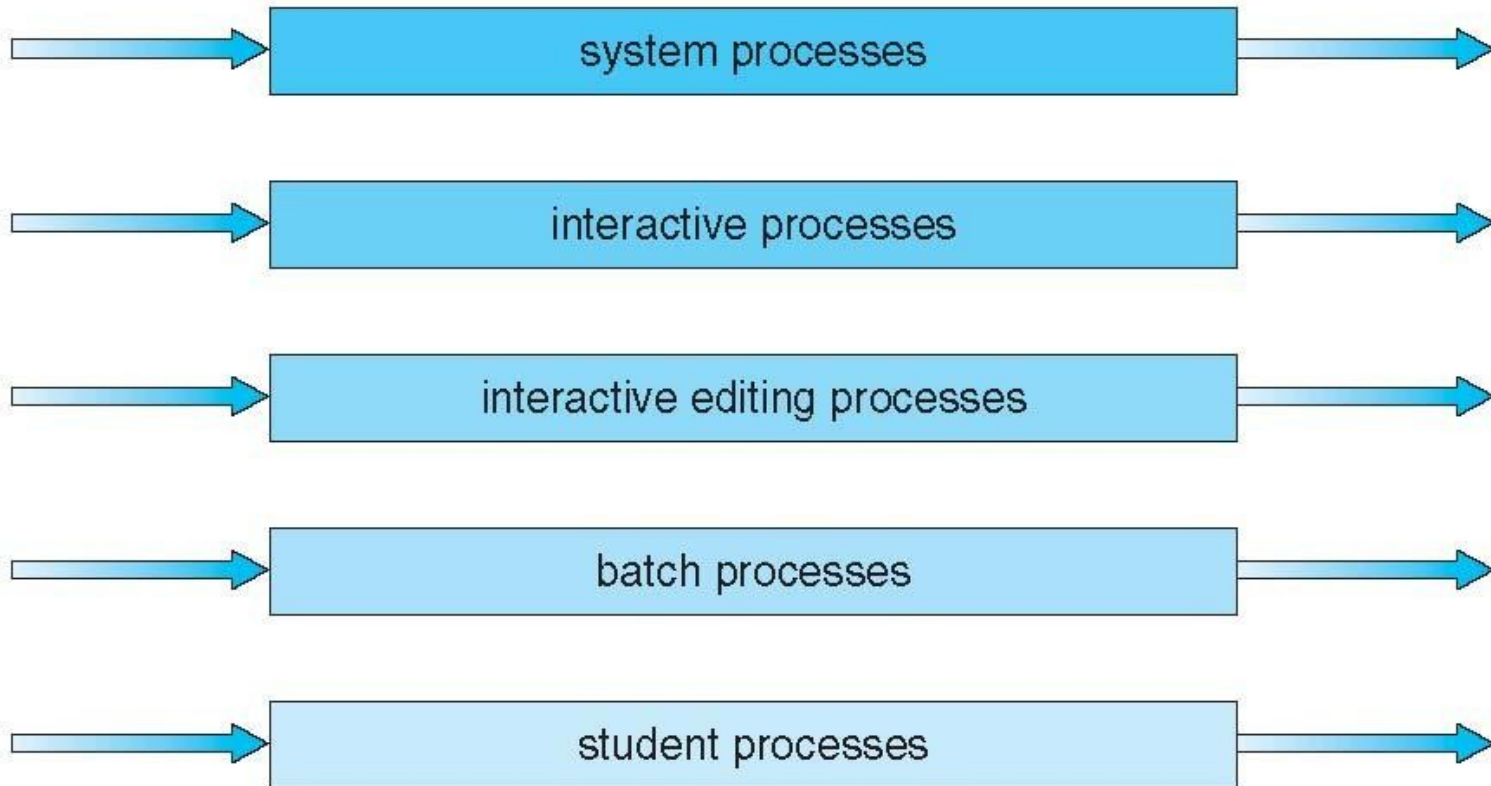 system processes
interactive processes
interactive editing processes
batch processes
student processes